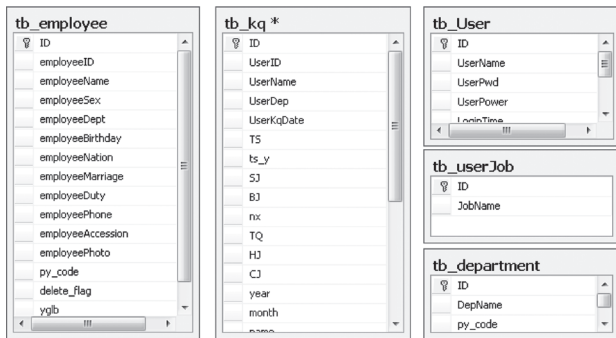 tb_employee
ID
employeeID
employeeName
employeeSex
employeeDept
employeeBirthday
employeeNation
employeeMarriage
employeeDuty
employeePhone
employeeAccession
employeePhoto
py_code
delete_flag
yglb
tb_kq *
ID
UserID
UserName
UserDep
UserKqDate
TS
ts_y
SJ
BJ
nx
TQ
HJ
CJ
year
month
name
tb_User
ID
UserName
UserPwd
UserPower
LoginTime
tb_userJob
ID
JobName
tb_department
ID
DepName
py_code